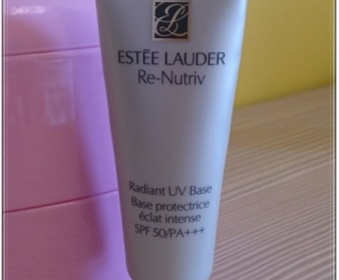 ESTĒE LAUDER
Re-Nutriv
Radiant UV Base
Base protectrice
éclat intense
SPF 50/PA+++